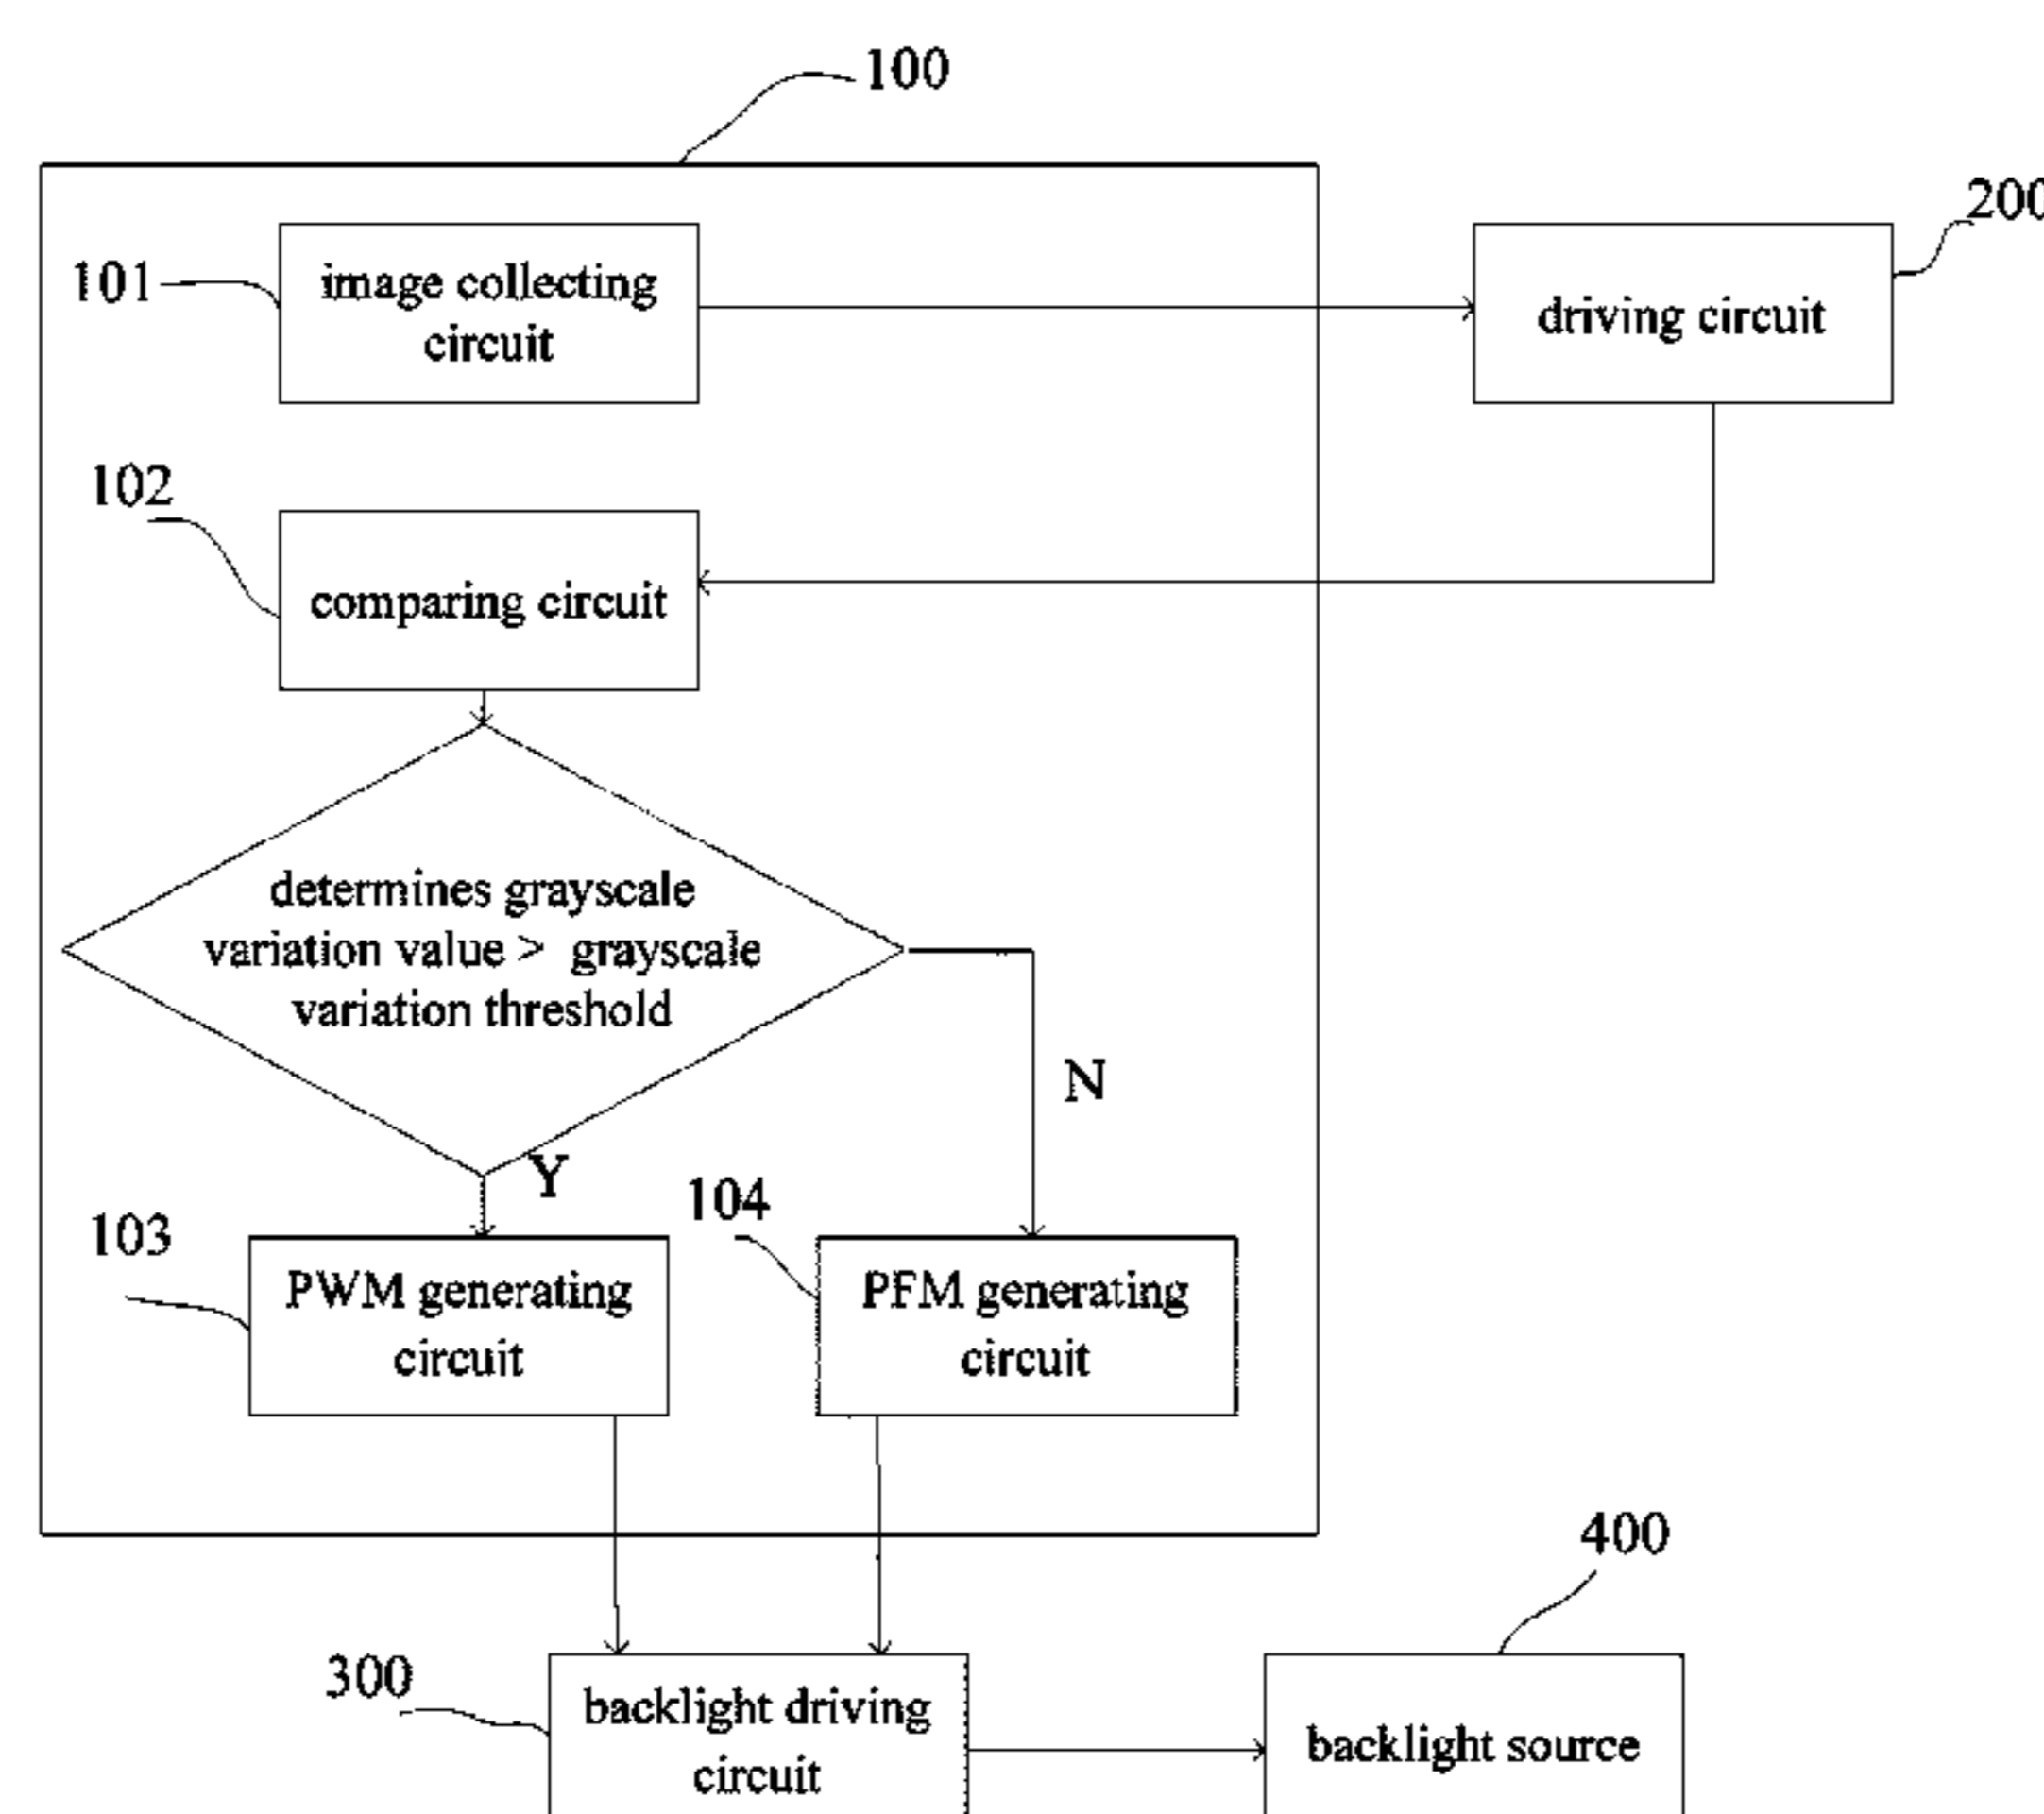 100
200
101
image collecting
circuit
driving circuit
102
comparing circuit
determines grayscale
variation value > grayscale
variation threshold
N
Y
103
104
PWM generating
circuit
PFM generating
circuit
400
300
backlight driving
circuit
backlight source